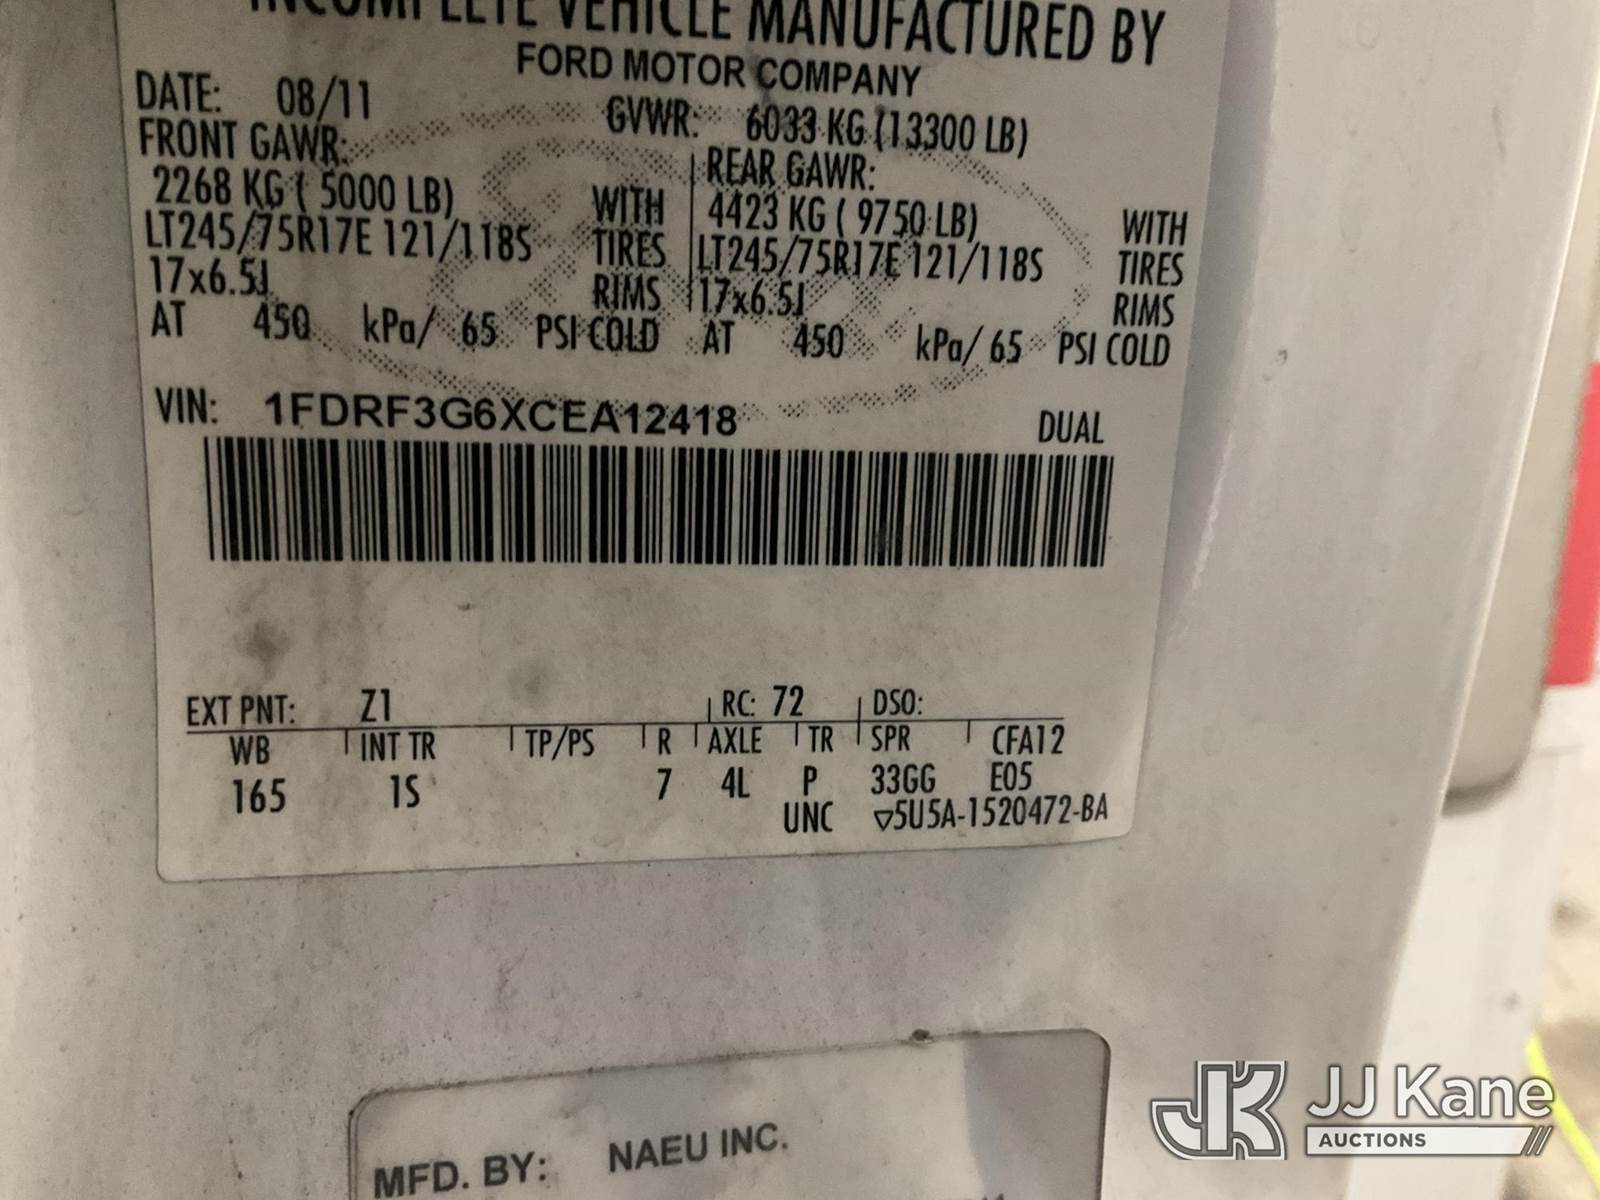 INCOMPLETE VEHICLE MANUFACTURED BY
FORD MOTOR COMPANY
DATE: 08/11 GVWR: 6033 KG (13300 LB)
FRONT GAWR: REAR GAWR:
2268 KG ( 5000 LB) WITH 4423 KG ( 9750 LB) WITH
LT245/75R17E 121/118S TIRES LT245/75R17E 121/118S TIRES
17x6.5J RIMS 17x6.5J RIMS
AT 450 kPa/ 65 PSI COLD AT 450 kPa/ 65 PSI COLD
VIN: 1FDRF3G6XCEA12418 DUAL
EXT PNT: Z1 RC: 72 DSO:
WB INT TR TP/PS R AXLE TR SPR CFA12
165 1S 7 4L P 33GG E05
UNC ▽5U5A-1520472-BA
MFD. BY: NAEU INC.
JK JJ Kane
AUCTIONS